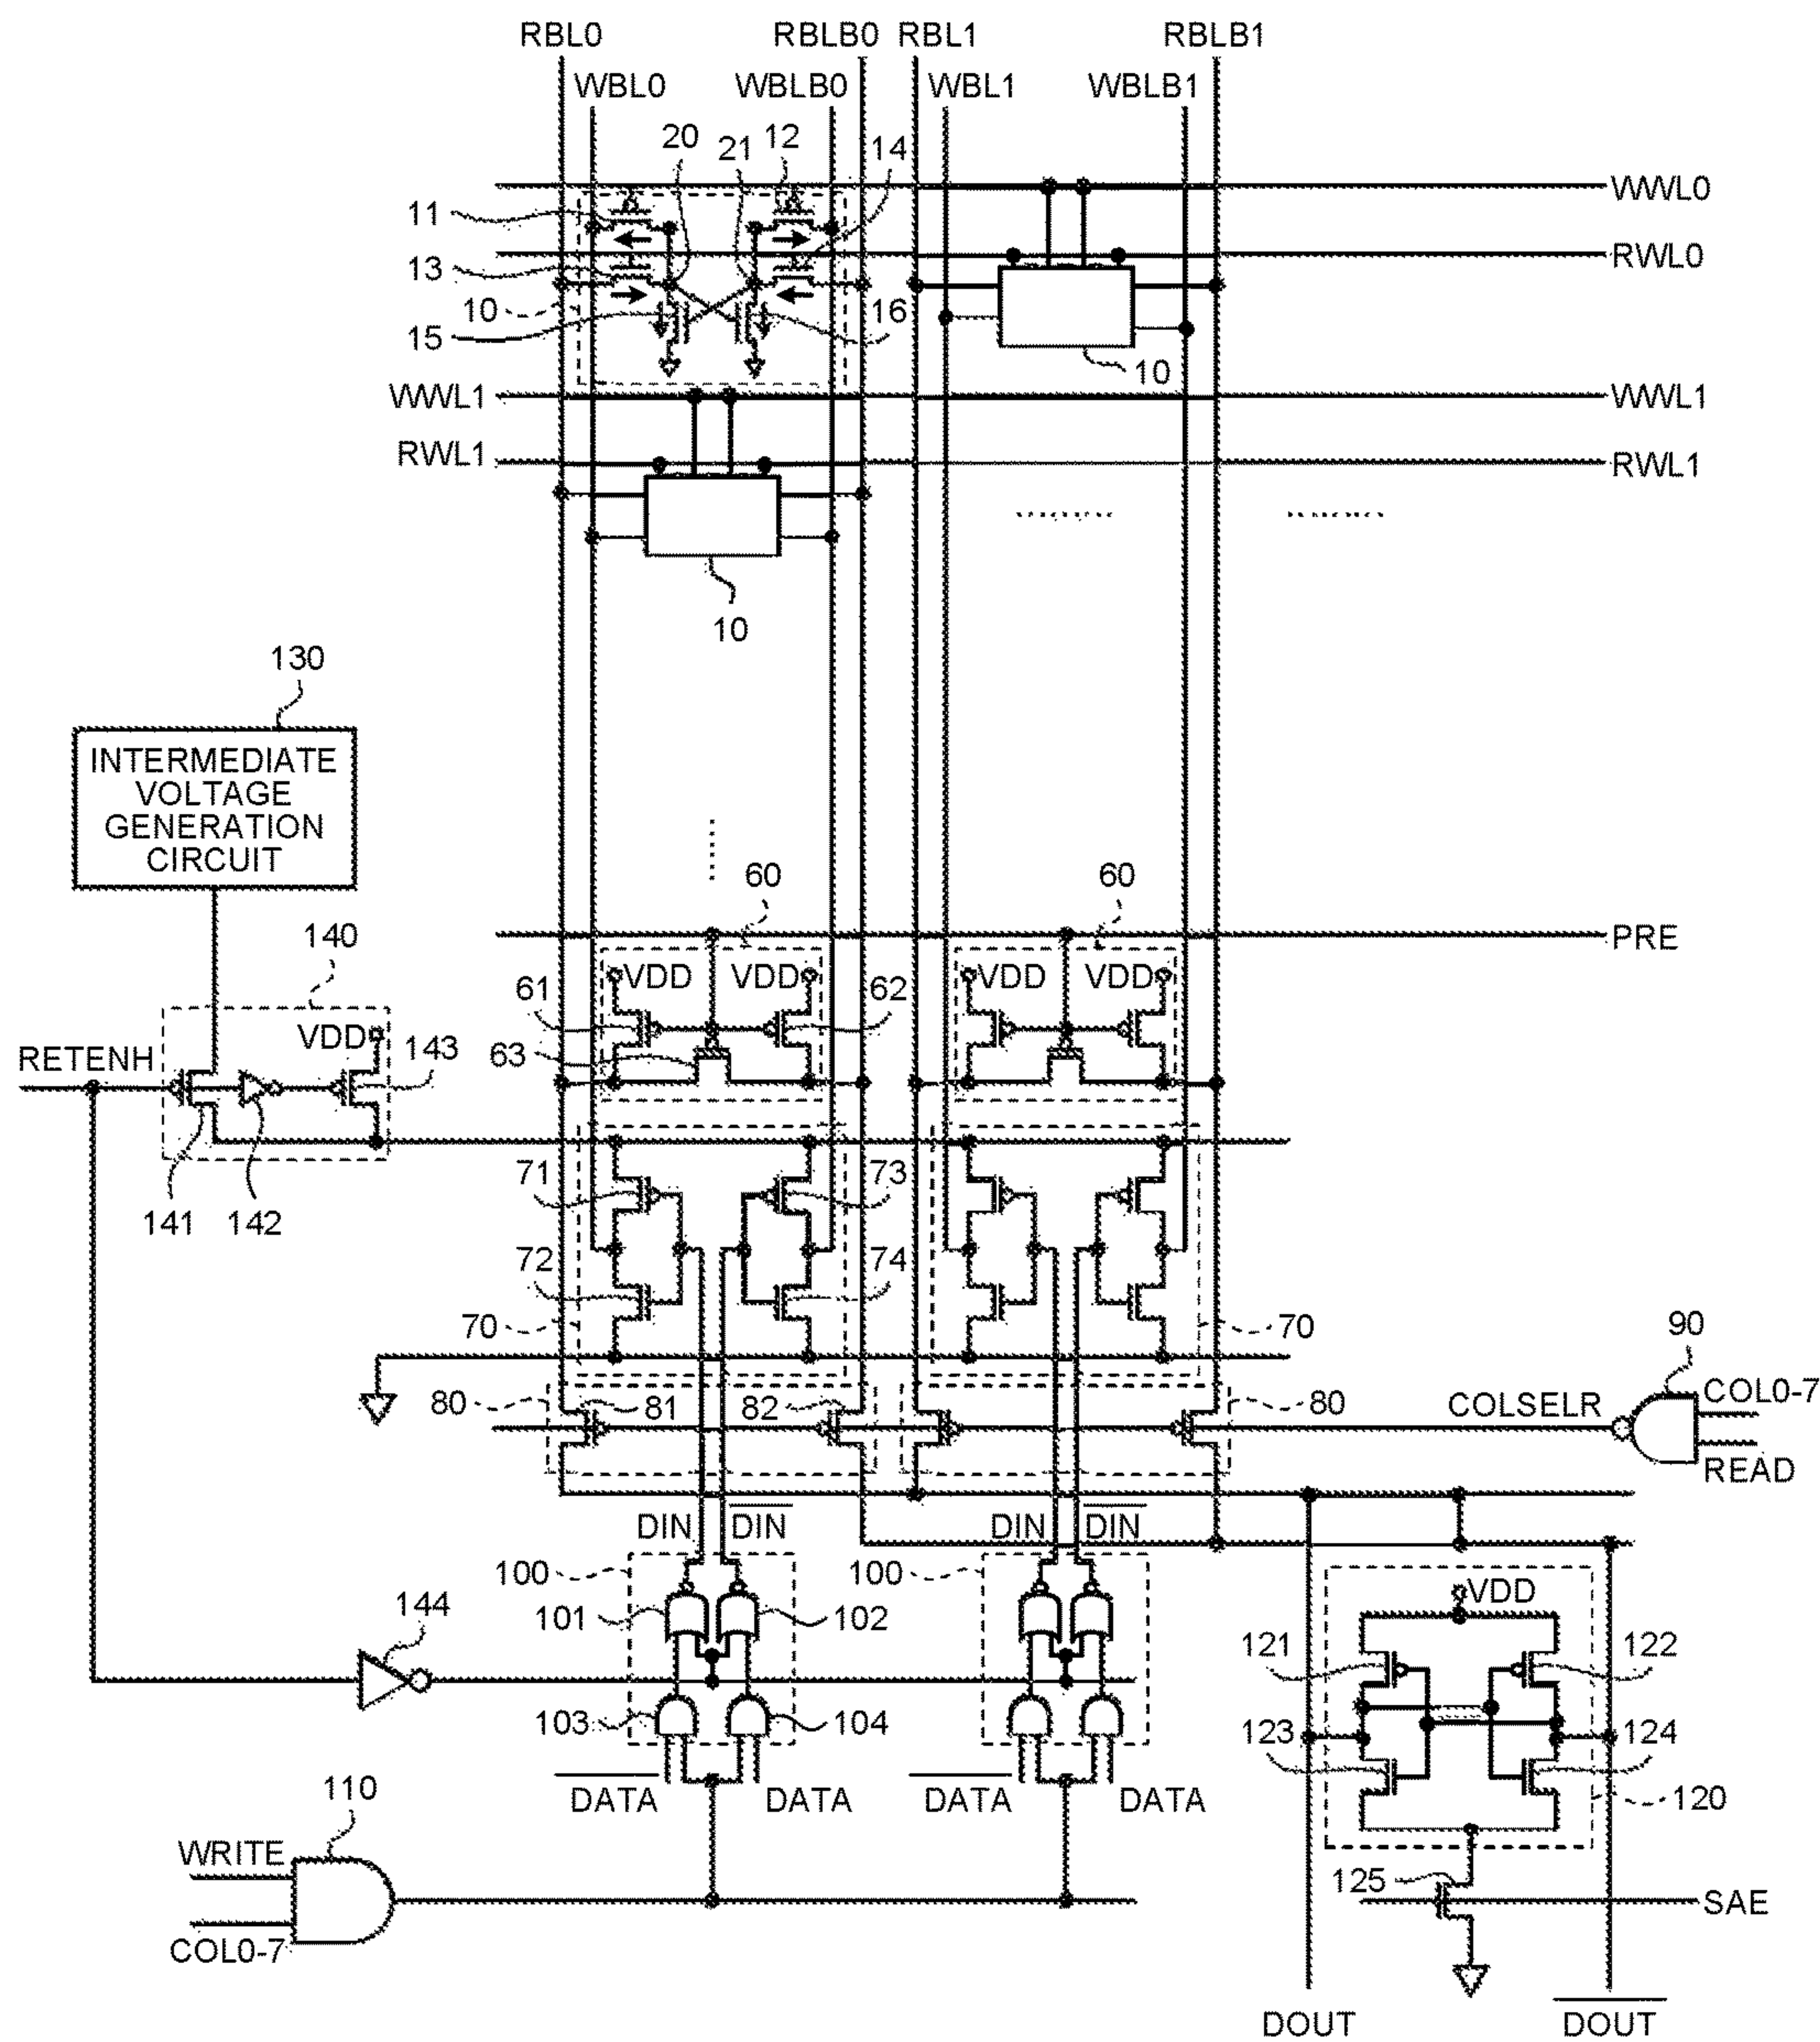 RBL0 RBLB0 RBL1 RBLB1
WBL0 WBLB0 WBL1 WBLB1
20 21 12 14
WWL0
11
RWL0
13
10
15 16
10
WWL1 WWL1
RWL1 RWL1
10
130
INTERMEDIATE
VOLTAGE
GENERATION
CIRCUIT
60 60
140 PRE
VDD VDD VDD VDD
61 62
VDD
RETENH 143 63
71 73
141 142
72 74
70 70
90
80 81 82 80 COLSELR COL0-7
READ
DIN DIN DIN DIN
100 100
VDD
144 101 102
121 122
103 104
123 124
DATA DATA DATA DATA
120
110
WRITE
125
SAE
COL0-7
DOUT DOUT